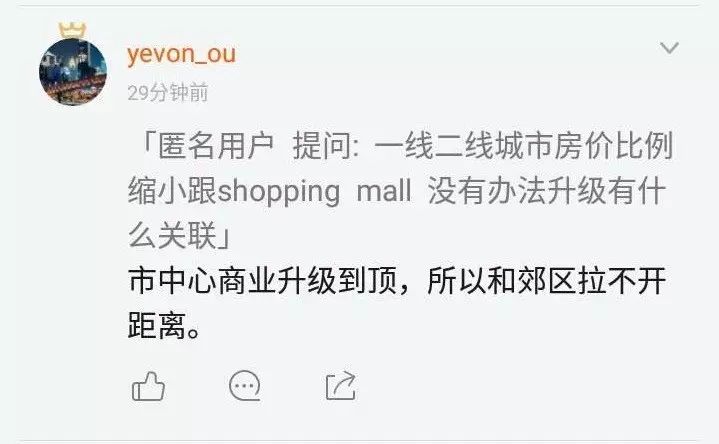 yevon_ou
29分钟前
「匿名用户 提问: 一线二线城市房价比例
缩小跟shopping mall 没有办法升级有什
么关联」
市中心商业升级到顶，所以和郊区拉不开
距离。